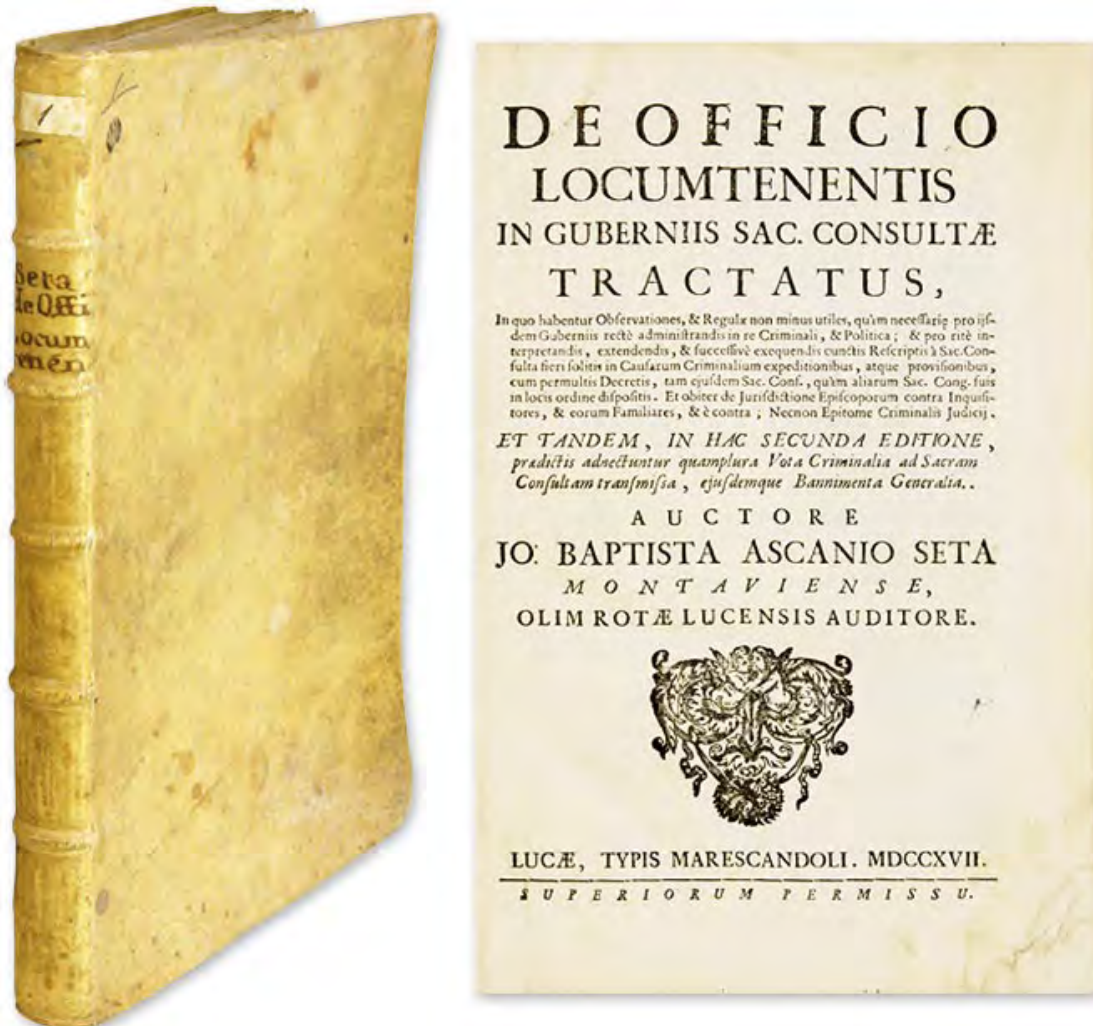 1
Seta
de Offi
Locum
tenen
DE OFFICIO
LOCUMTENENTIS
IN GUBERNIIS SAC. CONSULTÆ
TRACTATUS,
In quo habentur Observationes, & Regulæ non minus utiles, quàm necessariæ pro ijs-
dem Guberniis rectè administrandis in re Criminali, & Politica; & pro ritè in-
terpretandis, extendendis, & successivè exequendis cunctis Rescriptis à Sac. Con-
sulta fieri solitis in Causarum Criminalium expeditionibus, atque provisionibus,
cum permultis Decretis, tam ejusdem Sac. Cons., quàm aliarum Sac. Cong. suis
in locis ordine dispositis. Et obiter de Jurisdictione Episcoporum contra Inquisi-
tores, & eorum Familiares, & è contra; Necnon Epitome Criminalis Judicij.
ET TANDEM, IN HAC SECUNDA EDITIONE,
prædictis adnectuntur quamplura Vota Criminalia ad Sacram
Consultam transmissa, ejusdemque Bannimenta Generalia..
AUCTORE
JO: BAPTISTA ASCANIO SETA
MONTAVIENSE,
OLIM ROTÆ LUCENSIS AUDITORE.
LUCÆ, TYPIS MARESCANDOLI. MDCCXVII.
SUPERIORUM PERMISSU.